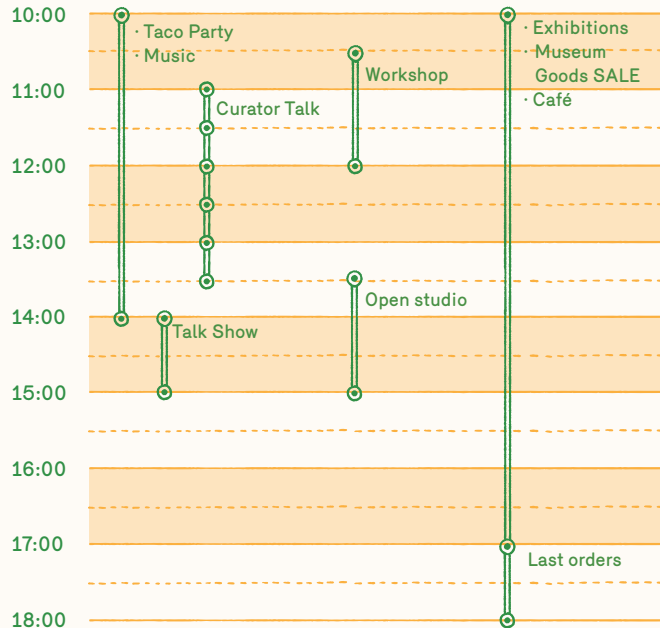 10:00
· Taco Party
· Music
· Exhibitions
· Museum
Goods SALE
· Café
Workshop
11:00
Curator Talk
12:00
13:00
Open studio
14:00
Talk Show
15:00
16:00
17:00
Last orders
18:00